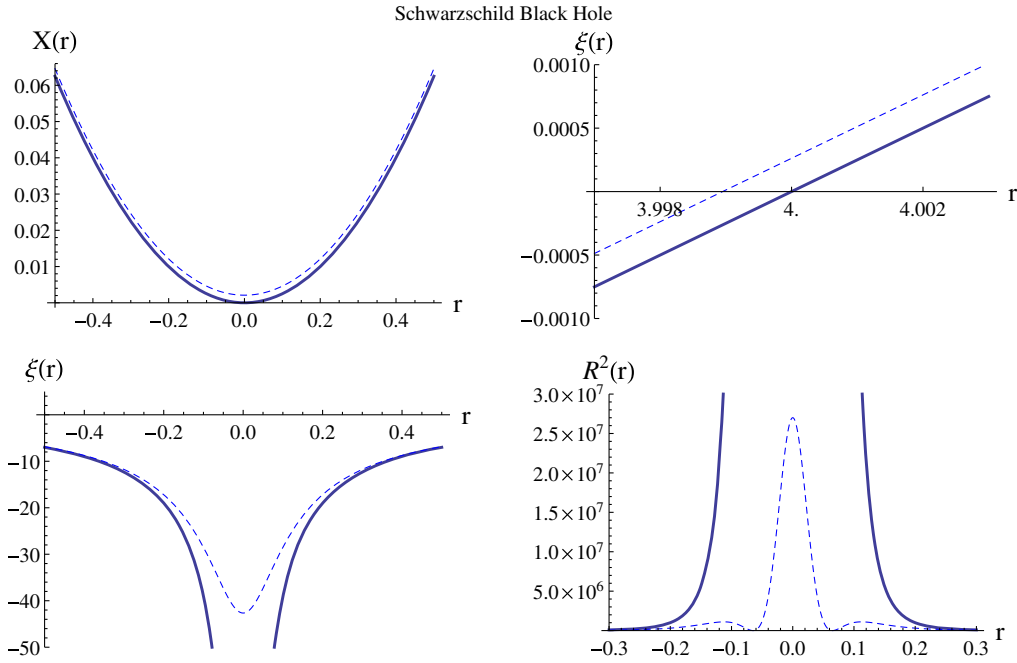 Schwarzschild Black Hole
X(r)
0.06
0.05
0.04
0.03
0.02
0.01
−0.4 −0.2 0.0 0.2 0.4 r
ξ(r)
0.0010
0.0005
3.998 4. 4.002 r
−0.0005
−0.0010
ξ(r)
−0.4 −0.2 0.0 0.2 0.4 r
−10
−20
−30
−40
−50
R²(r)
3.0×10⁷
2.5×10⁷
2.0×10⁷
1.5×10⁷
1.0×10⁷
5.0×10⁶
−0.3 −0.2 −0.1 0.0 0.1 0.2 0.3 r